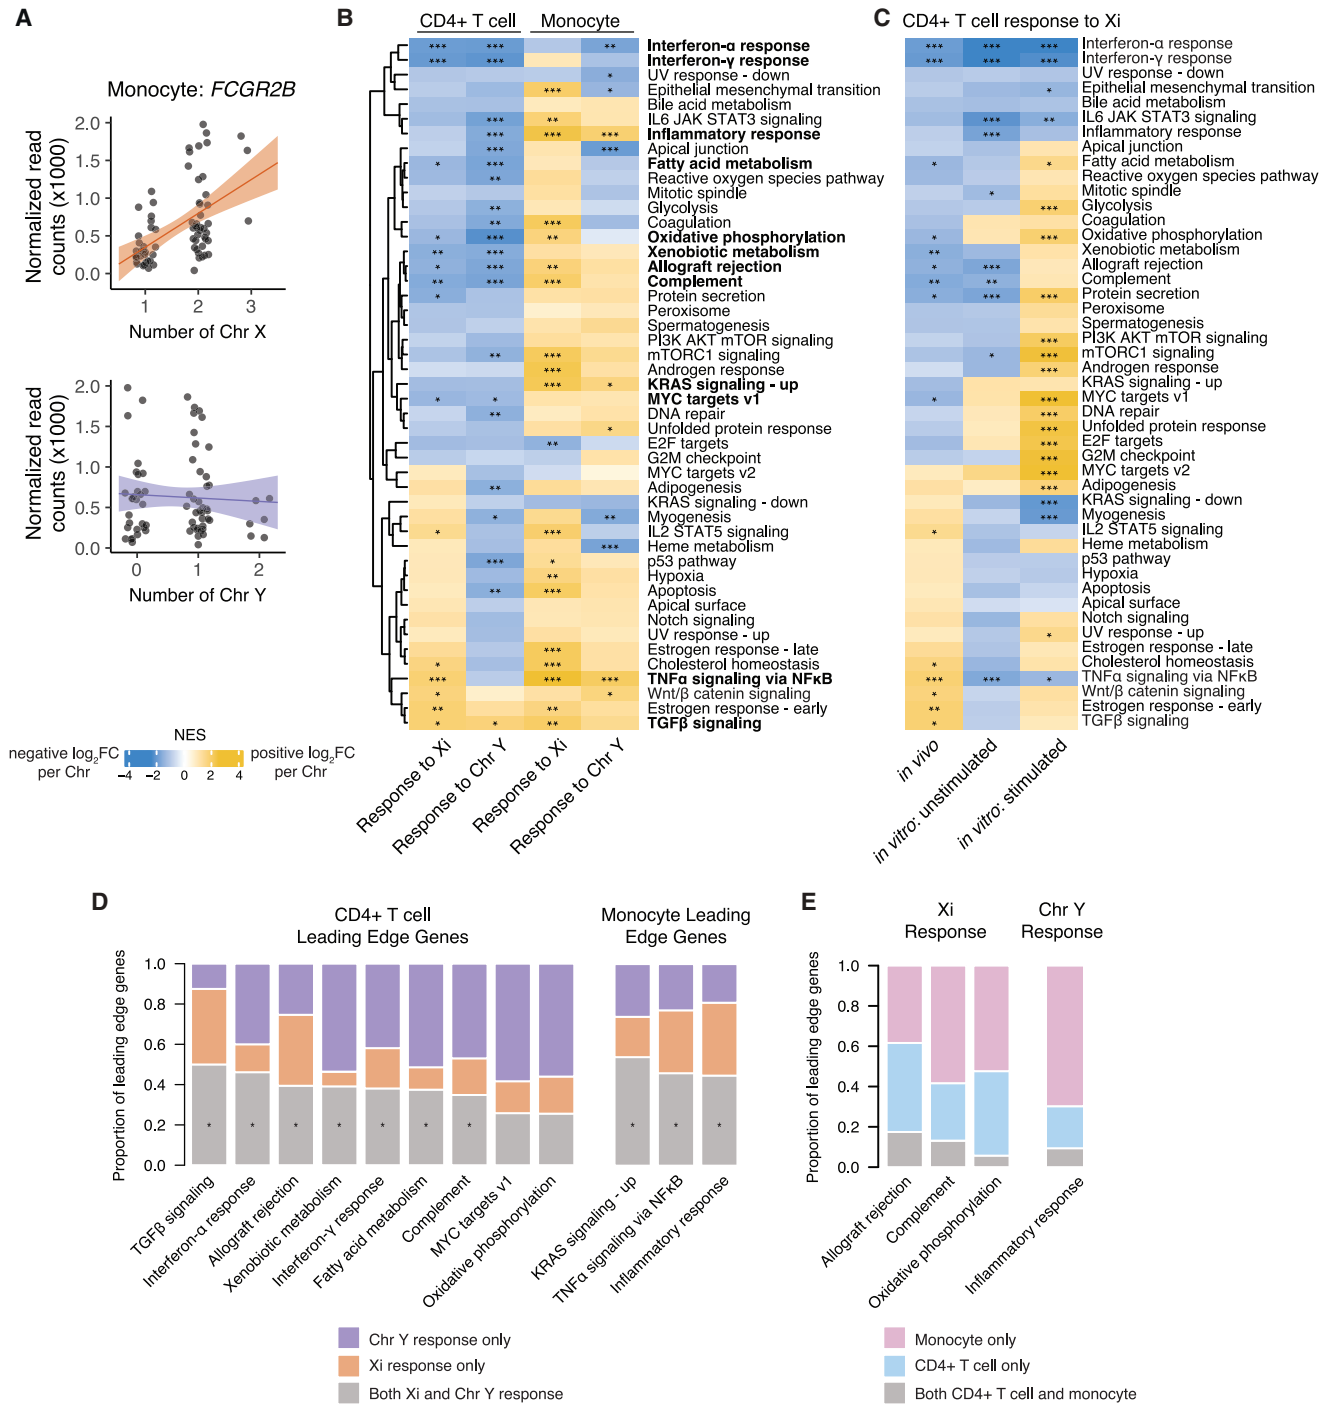 A
Monocyte: FCGR2B
Normalized read
counts (x1000)
2.0
1.5
1.0
0.5
0.0
1
2
3
Number of Chr X
Normalized read
counts (x1000)
2.0
1.5
1.0
0.5
0.0
0
1
2
Number of Chr Y
NES
negative log2FC
per Chr
−4
−2
0
2
4
positive log2FC
per Chr
B
CD4+ T cell
Monocyte
Interferon-α response
Interferon-γ response
UV response - down
Epithelial mesenchymal transition
Bile acid metabolism
IL6 JAK STAT3 signaling
Inflammatory response
Apical junction
Fatty acid metabolism
Reactive oxygen species pathway
Mitotic spindle
Glycolysis
Coagulation
Oxidative phosphorylation
Xenobiotic metabolism
Allograft rejection
Complement
Protein secretion
Peroxisome
Spermatogenesis
PI3K AKT mTOR signaling
mTORC1 signaling
Androgen response
KRAS signaling - up
MYC targets v1
DNA repair
Unfolded protein response
E2F targets
G2M checkpoint
MYC targets v2
Adipogenesis
KRAS signaling - down
Myogenesis
IL2 STAT5 signaling
Heme metabolism
p53 pathway
Hypoxia
Apoptosis
Apical surface
Notch signaling
UV response - up
Estrogen response - late
Cholesterol homeostasis
TNFα signaling via NFκB
Wnt/β catenin signaling
Estrogen response - early
TGFβ signaling
Response to Xi
Response to Chr Y
Response to Xi
Response to Chr Y
C
CD4+ T cell response to Xi
Interferon-α response
Interferon-γ response
UV response - down
Epithelial mesenchymal transition
Bile acid metabolism
IL6 JAK STAT3 signaling
Inflammatory response
Apical junction
Fatty acid metabolism
Reactive oxygen species pathway
Mitotic spindle
Glycolysis
Coagulation
Oxidative phosphorylation
Xenobiotic metabolism
Allograft rejection
Complement
Protein secretion
Peroxisome
Spermatogenesis
PI3K AKT mTOR signaling
mTORC1 signaling
Androgen response
KRAS signaling - up
MYC targets v1
DNA repair
Unfolded protein response
E2F targets
G2M checkpoint
MYC targets v2
Adipogenesis
KRAS signaling - down
Myogenesis
IL2 STAT5 signaling
Heme metabolism
p53 pathway
Hypoxia
Apoptosis
Apical surface
Notch signaling
UV response - up
Estrogen response - late
Cholesterol homeostasis
TNFα signaling via NFκB
Wnt/β catenin signaling
Estrogen response - early
TGFβ signaling
in vivo
in vitro: unstimulated
in vitro: stimulated
D
CD4+ T cell
Leading Edge Genes
Monocyte Leading
Edge Genes
Proportion of leading edge genes
1.0
0.8
0.6
0.4
0.2
0.0
TGFβ signaling
Interferon-α response
Allograft rejection
Xenobiotic metabolism
Interferon-γ response
Fatty acid metabolism
Complement
MYC targets v1
Oxidative phosphorylation
KRAS signaling - up
TNFα signaling via NFκB
Inflammatory response
Chr Y response only
Xi response only
Both Xi and Chr Y response
E
Xi
Response
Chr Y
Response
Proportion of leading edge genes
1.0
0.8
0.6
0.4
0.2
0.0
Allograft rejection
Complement
Oxidative phosphorylation
Inflammatory response
Monocyte only
CD4+ T cell only
Both CD4+ T cell and monocyte